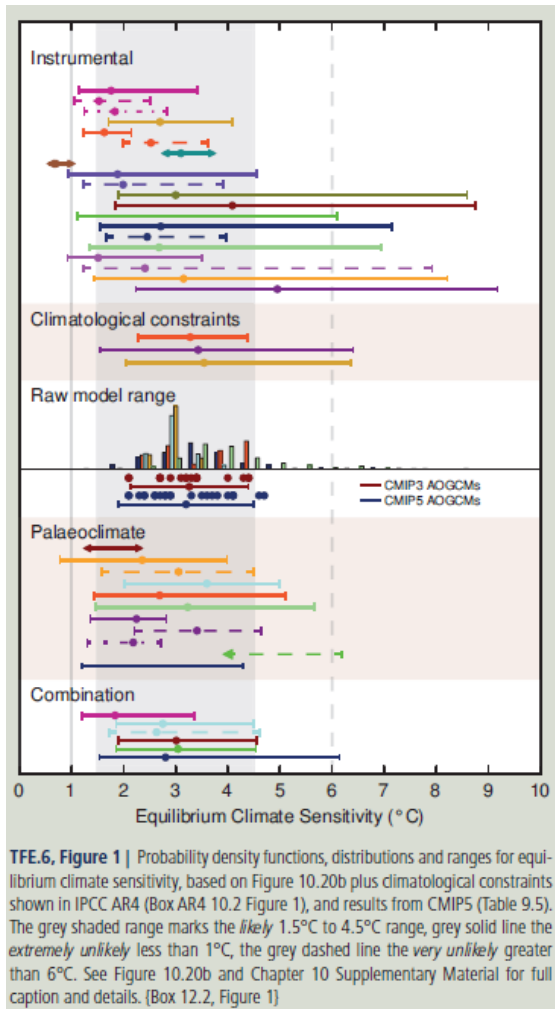 Instrumental
Climatological constraints
Raw model range
CMIP3 AOGCMs
CMIP5 AOGCMs
Palaeoclimate
Combination
0 1 2 3 4 5 6 7 8 9 10
Equilibrium Climate Sensitivity (°C)
TFE.6, Figure 1 | Probability density functions, distributions and ranges for equi-
librium climate sensitivity, based on Figure 10.20b plus climatological constraints
shown in IPCC AR4 (Box AR4 10.2 Figure 1), and results from CMIP5 (Table 9.5).
The grey shaded range marks the likely 1.5°C to 4.5°C range, grey solid line the
extremely unlikely less than 1°C, the grey dashed line the very unlikely greater
than 6°C. See Figure 10.20b and Chapter 10 Supplementary Material for full
caption and details. {Box 12.2, Figure 1}